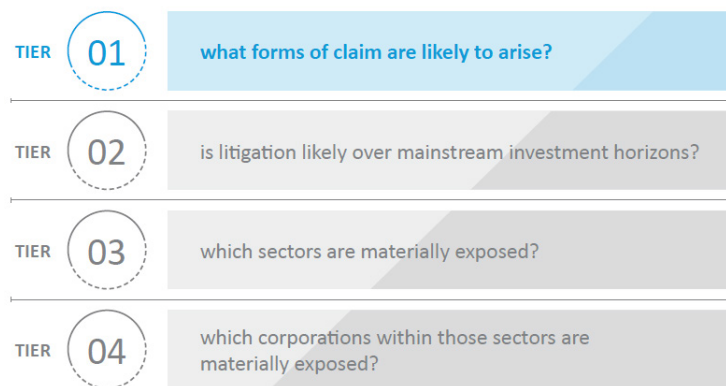 TIER 01 what forms of claim are likely to arise?
TIER 02 is litigation likely over mainstream investment horizons?
TIER 03 which sectors are materially exposed?
TIER 04 which corporations within those sectors are
materially exposed?